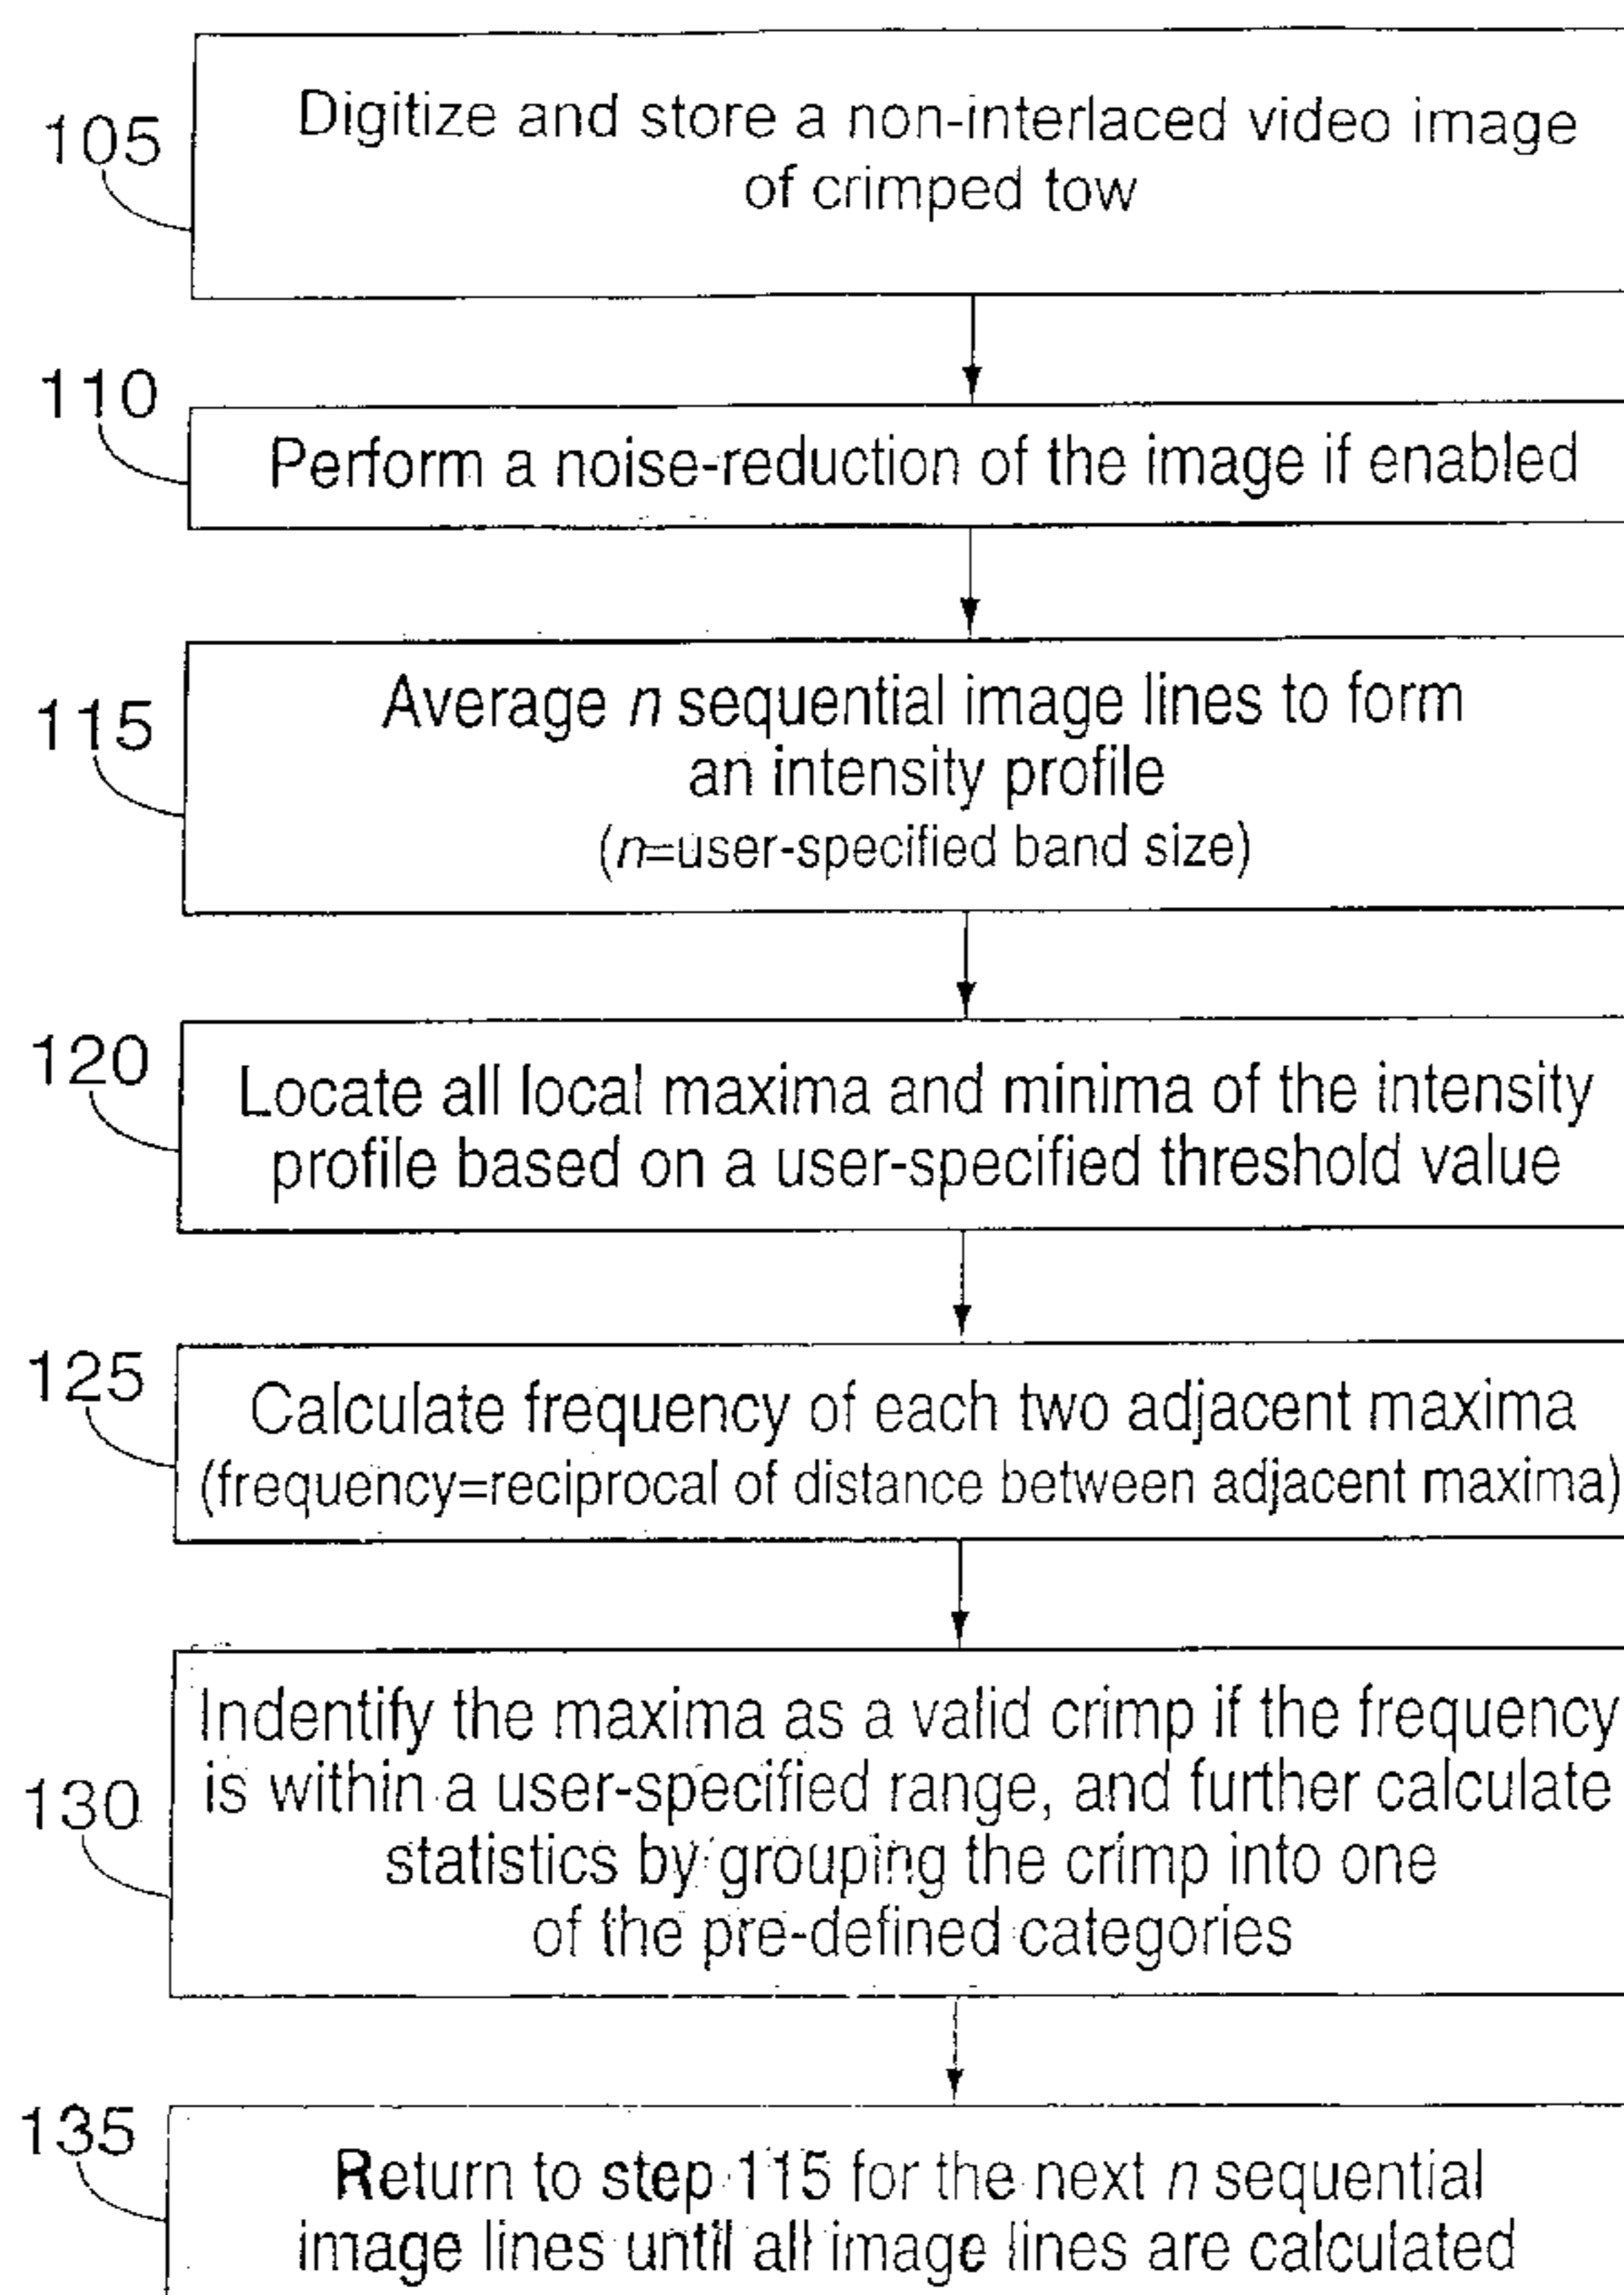 105
Digitize and store a non-interlaced video image
of crimped tow
110
Perform a noise-reduction of the image if enabled
115
Average n sequential image lines to form
an intensity profile
(n=user-specified band size)
120
Locate all local maxima and minima of the intensity
profile based on a user-specified threshold value
125
Calculate frequency of each two adjacent maxima
(frequency=reciprocal of distance between adjacent maxima)
130
Indentify the maxima as a valid crimp if the frequency
is within a user-specified range, and further calculate
statistics by grouping the crimp into one
of the pre-defined categories
135
Return to step 115 for the next n sequential
image lines until all image lines are calculated